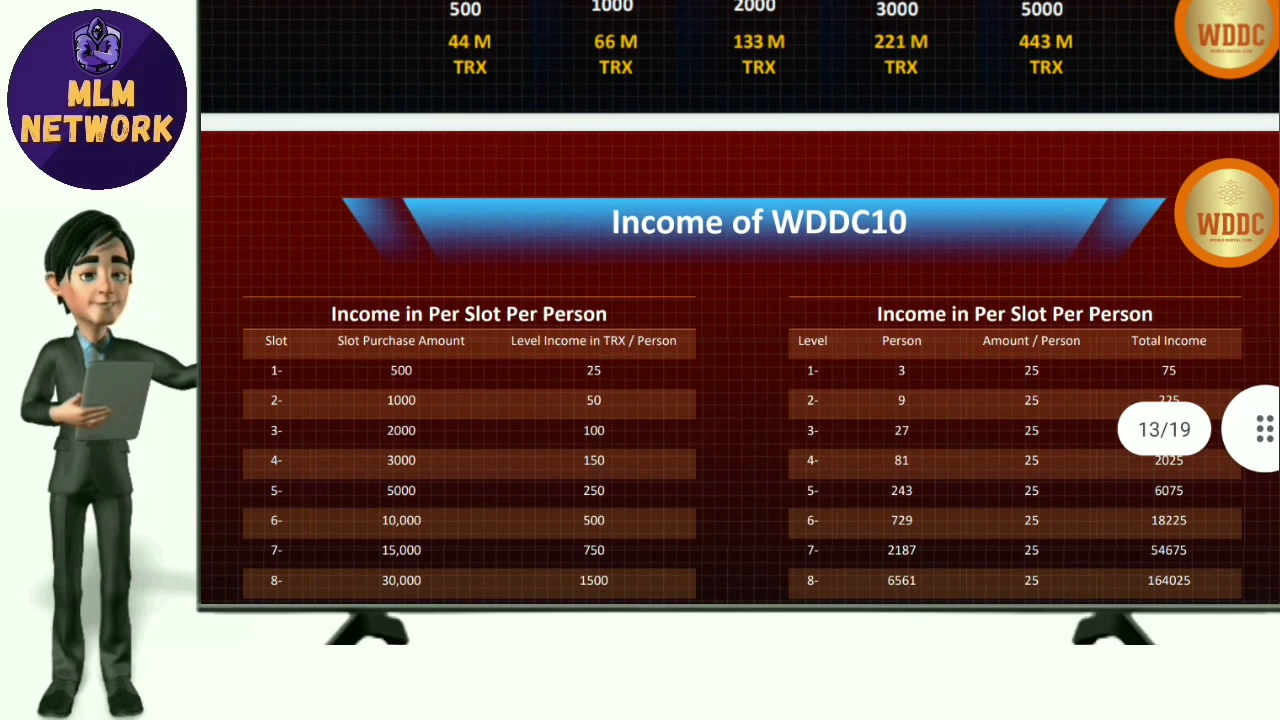 MLM
NETWORK
500 1000 2000 3000 5000
44 M 66 M 133 M 221 M 443 M
TRX TRX TRX TRX TRX
WDDC
Income of WDDC10
WDDC
Income in Per Slot Per Person
Slot Slot Purchase Amount Level Income in TRX / Person
1- 500 25
2- 1000 50
3- 2000 100
4- 3000 150
5- 5000 250
6- 10,000 500
7- 15,000 750
8- 30,000 1500
Income in Per Slot Per Person
Level Person Amount / Person Total Income
1- 3 25 75
2- 9 25 225
3- 27 25
4- 81 25 2025
5- 243 25 6075
6- 729 25 18225
7- 2187 25 54675
8- 6561 25 164025
13/19